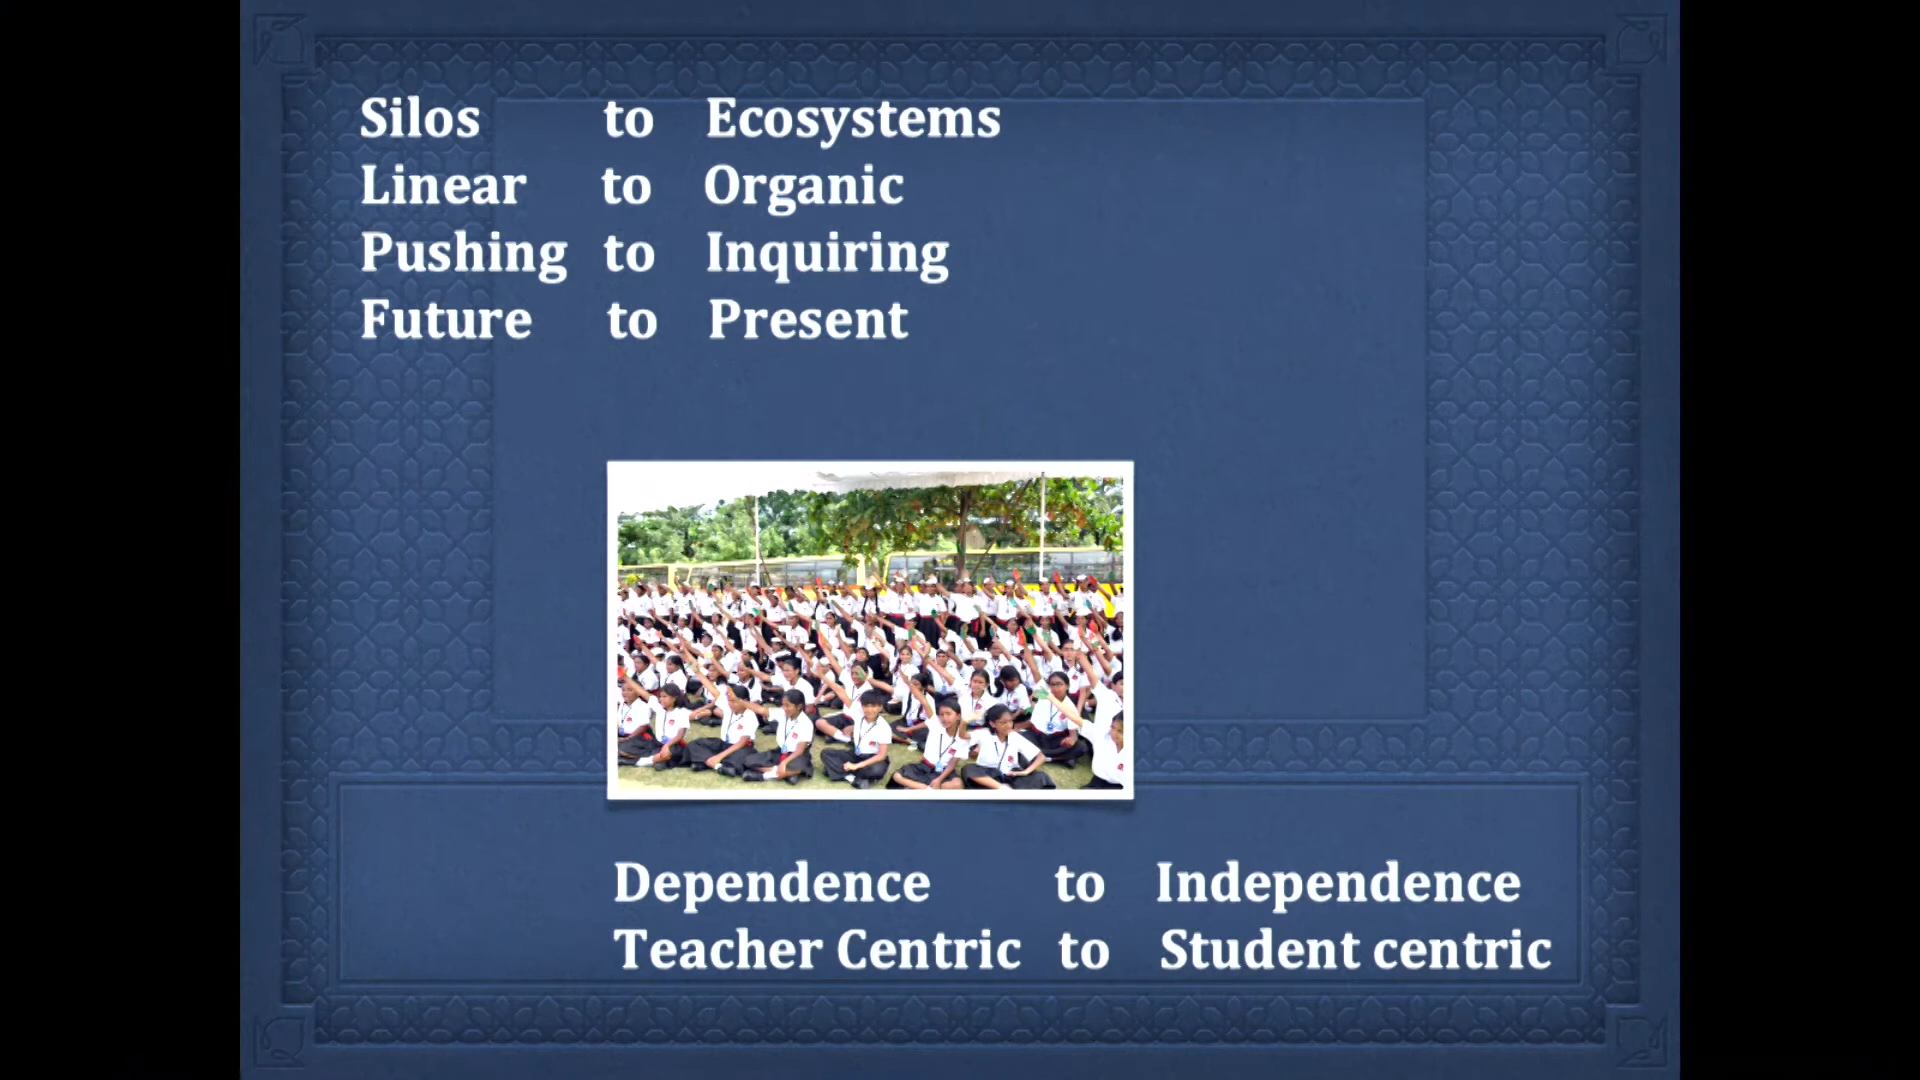 Silos to Ecosystems
Linear to Organic
Pushing to Inquiring
Future to Present
Dependence to Independence
Teacher Centric to Student centric